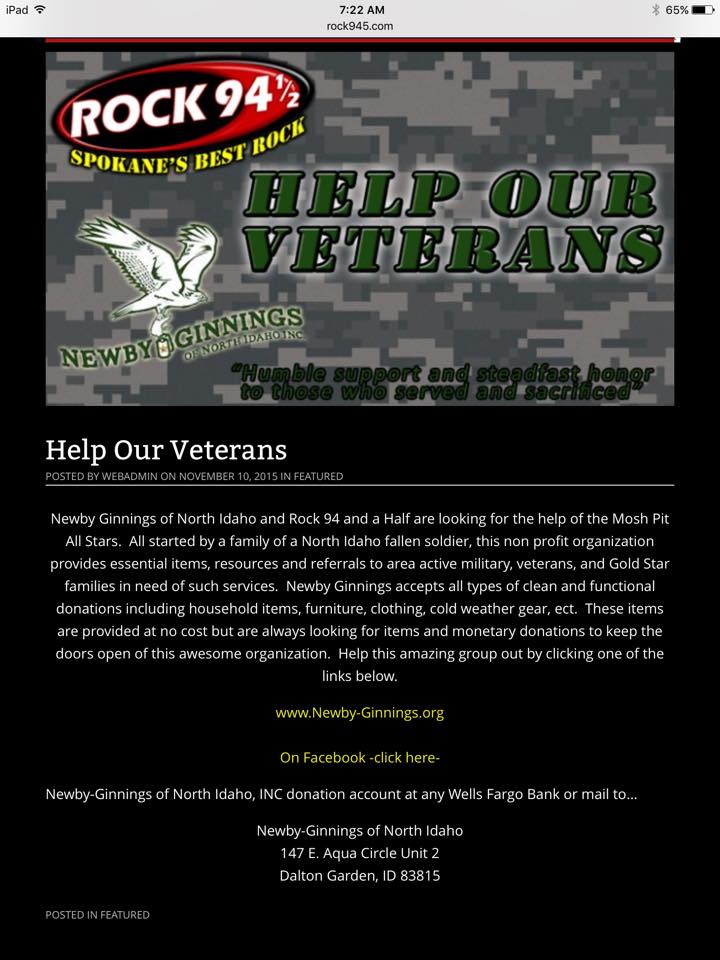 iPad 7:22 AM 65%
rock945.com
ROCK 94½
SPOKANE'S BEST ROCK
HELP OUR
VETERANS
NEWBY GINNINGS
OF NORTH IDAHO INC.
"Humble support and steadfast honor
to those who served and sacrificed"
Help Our Veterans
POSTED BY WEBADMIN ON NOVEMBER 10, 2015 IN FEATURED
Newby Ginnings of North Idaho and Rock 94 and a Half are looking for the help of the Mosh Pit
All Stars.  All started by a family of a North Idaho fallen soldier, this non profit organization
provides essential items, resources and referrals to area active military, veterans, and Gold Star
families in need of such services.  Newby Ginnings accepts all types of clean and functional
donations including household items, furniture, clothing, cold weather gear, ect.  These items
are provided at no cost but are always looking for items and monetary donations to keep the
doors open of this awesome organization.  Help this amazing group out by clicking one of the
links below.
www.Newby-Ginnings.org
On Facebook -click here-
Newby-Ginnings of North Idaho, INC donation account at any Wells Fargo Bank or mail to...
Newby-Ginnings of North Idaho
147 E. Aqua Circle Unit 2
Dalton Garden, ID 83815
POSTED IN FEATURED